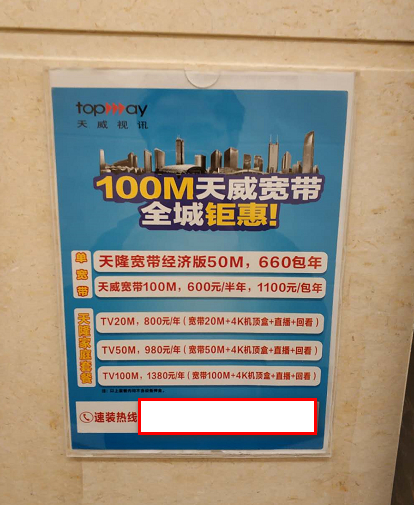 topway
天威视讯
100M天威宽带
全城钜惠!
单宽带
天隆宽带经济版50M，660包年
天威宽带100M，600元/半年，1100元/包年
天隆家庭套餐
TV20M，800元/年（宽带20M+4K机顶盒+直播+回看）
TV50M，980元/年（宽带50M+4K机顶盒+直播+回看）
TV100M，1380元/年（宽带100M+4K机顶盒+直播+回看）
速装热线